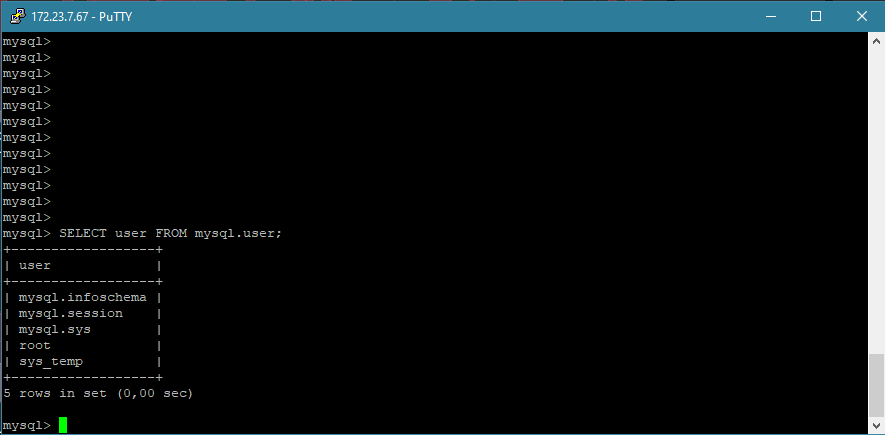 172.23.7.67 - PuTTY
mysql>
mysql>
mysql>
mysql>
mysql>
mysql>
mysql>
mysql>
mysql>
mysql>
mysql>
mysql>
mysql> SELECT user FROM mysql.user;
+------------------+
| user             |
+------------------+
| mysql.infoschema |
| mysql.session    |
| mysql.sys        |
| root             |
| sys_temp         |
+------------------+
5 rows in set (0,00 sec)
mysql>